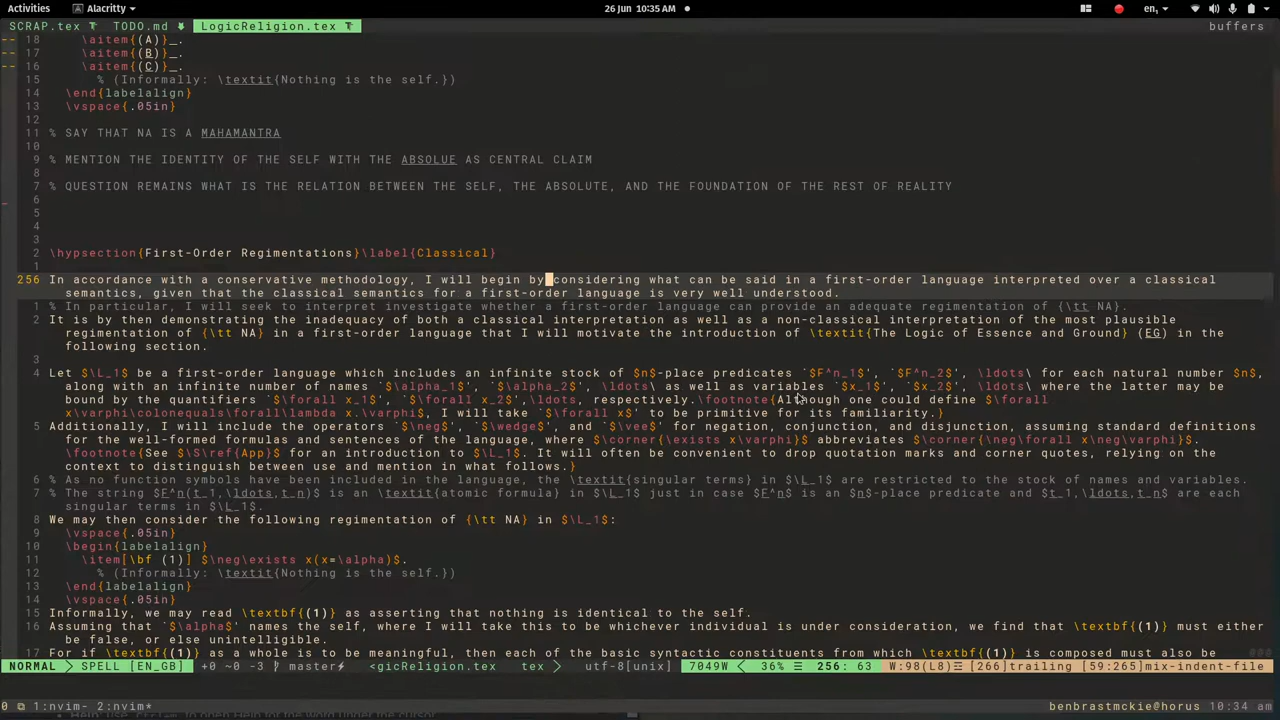 Activities Alacritty 26 Jun 10:35 AM en₁
SCRAP.tex TODO.md LogicReligion.tex buffers
18 \aitem{(A)}_.
17 \aitem{(B)}_.
16 \aitem{(C)}_.
15 % (Informally: \textit{Nothing is the self.})
14 \end{labelalign}
13 \vspace{.05in}
12
11 % SAY THAT NA IS A MAHAMANTRA
10
9 % MENTION THE IDENTITY OF THE SELF WITH THE ABSOLUE AS CENTRAL CLAIM
8
7 % QUESTION REMAINS WHAT IS THE RELATION BETWEEN THE SELF, THE ABSOLUTE, AND THE FOUNDATION OF THE REST OF REALITY
6
5
4
3
2 \hypsection{First-Order Regimentations}\label{Classical}
1
256 In accordance with a conservative methodology, I will begin by considering what can be said in a first-order language interpreted over a classical
semantics, given that the classical semantics for a first-order language is very well understood.
1 % In particular, I will seek to interpret investigate whether a first-order language can provide an adequate regimentation of {\tt NA}.
2 It is by then demonstrating the inadequacy of both a classical interpretation as well as a non-classical interpretation of the most plausible
regimentation of {\tt NA} in a first-order language that I will motivate the introduction of \textit{The Logic of Essence and Ground} (EG) in the
following section.
3
4 Let $\L_1$ be a first-order language which includes an infinite stock of $n$-place predicates `$F^n_1$', `$F^n_2$', \ldots\ for each natural number $n$,
along with an infinite number of names `$\alpha_1$', `$\alpha_2$', \ldots\ as well as variables `$x_1$', `$x_2$', \ldots\ where the latter may be
bound by the quantifiers `$\forall x_1$', `$\forall x_2$',\ldots, respectively.\footnote{Although one could define $\forall
x\varphi\colonequals\forall\lambda x.\varphi$, I will take `$\forall x$' to be primitive for its familiarity.}
5 Additionally, I will include the operators `$\neg$', `$\wedge$', and `$\vee$' for negation, conjunction, and disjunction, assuming standard definitions
for the well-formed formulas and sentences of the language, where $\corner{\exists x\varphi}$ abbreviates $\corner{\neg\forall x\neg\varphi}$.
\footnote{See $\S\ref{App}$ for an introduction to $\L_1$. It will often be convenient to drop quotation marks and corner quotes, relying on the
context to distinguish between use and mention in what follows.}
6 % As no function symbols have been included in the language, the \textit{singular terms} in $\L_1$ are restricted to the stock of names and variables.
7 % The string $F^n(t_1,\ldots,t_n)$ is an \textit{atomic formula} in $\L_1$ just in case $F^n$ is an $n$-place predicate and $t_1,\ldots,t_n$ are each
singular terms in $\L_1$.
8 We may then consider the following regimentation of {\tt NA} in $\L_1$:
9 \vspace{.05in}
10 \begin{labelalign}
11 \item[\bf (1)] $\neg\exists x(x=\alpha)$.
12 % (Informally: \textit{Nothing is the self.})
13 \end{labelalign}
14 \vspace{.05in}
15 Informally, we may read \textbf{(1)} as asserting that nothing is identical to the self.
16 Assuming that `$\alpha$' names the self, where I will take this to be whichever individual is under consideration, we find that \textbf{(1)} must either
be false, or else unintelligible.
17 For if \textbf{(1)} as a whole is to be meaningful, then each of the basic syntactic constituents from which \textbf{(1)} is composed must also be @@@
NORMAL SPELL [EN_GB] +0 ~0 -3 master <gicReligion.tex tex utf-8[unix] 7049W 36% 256: 63 W:98(L8) [266]trailing [59:265]mix-indent-file
0 1:nvim- 2:nvim* benbrastmckie@horus 10:34 am